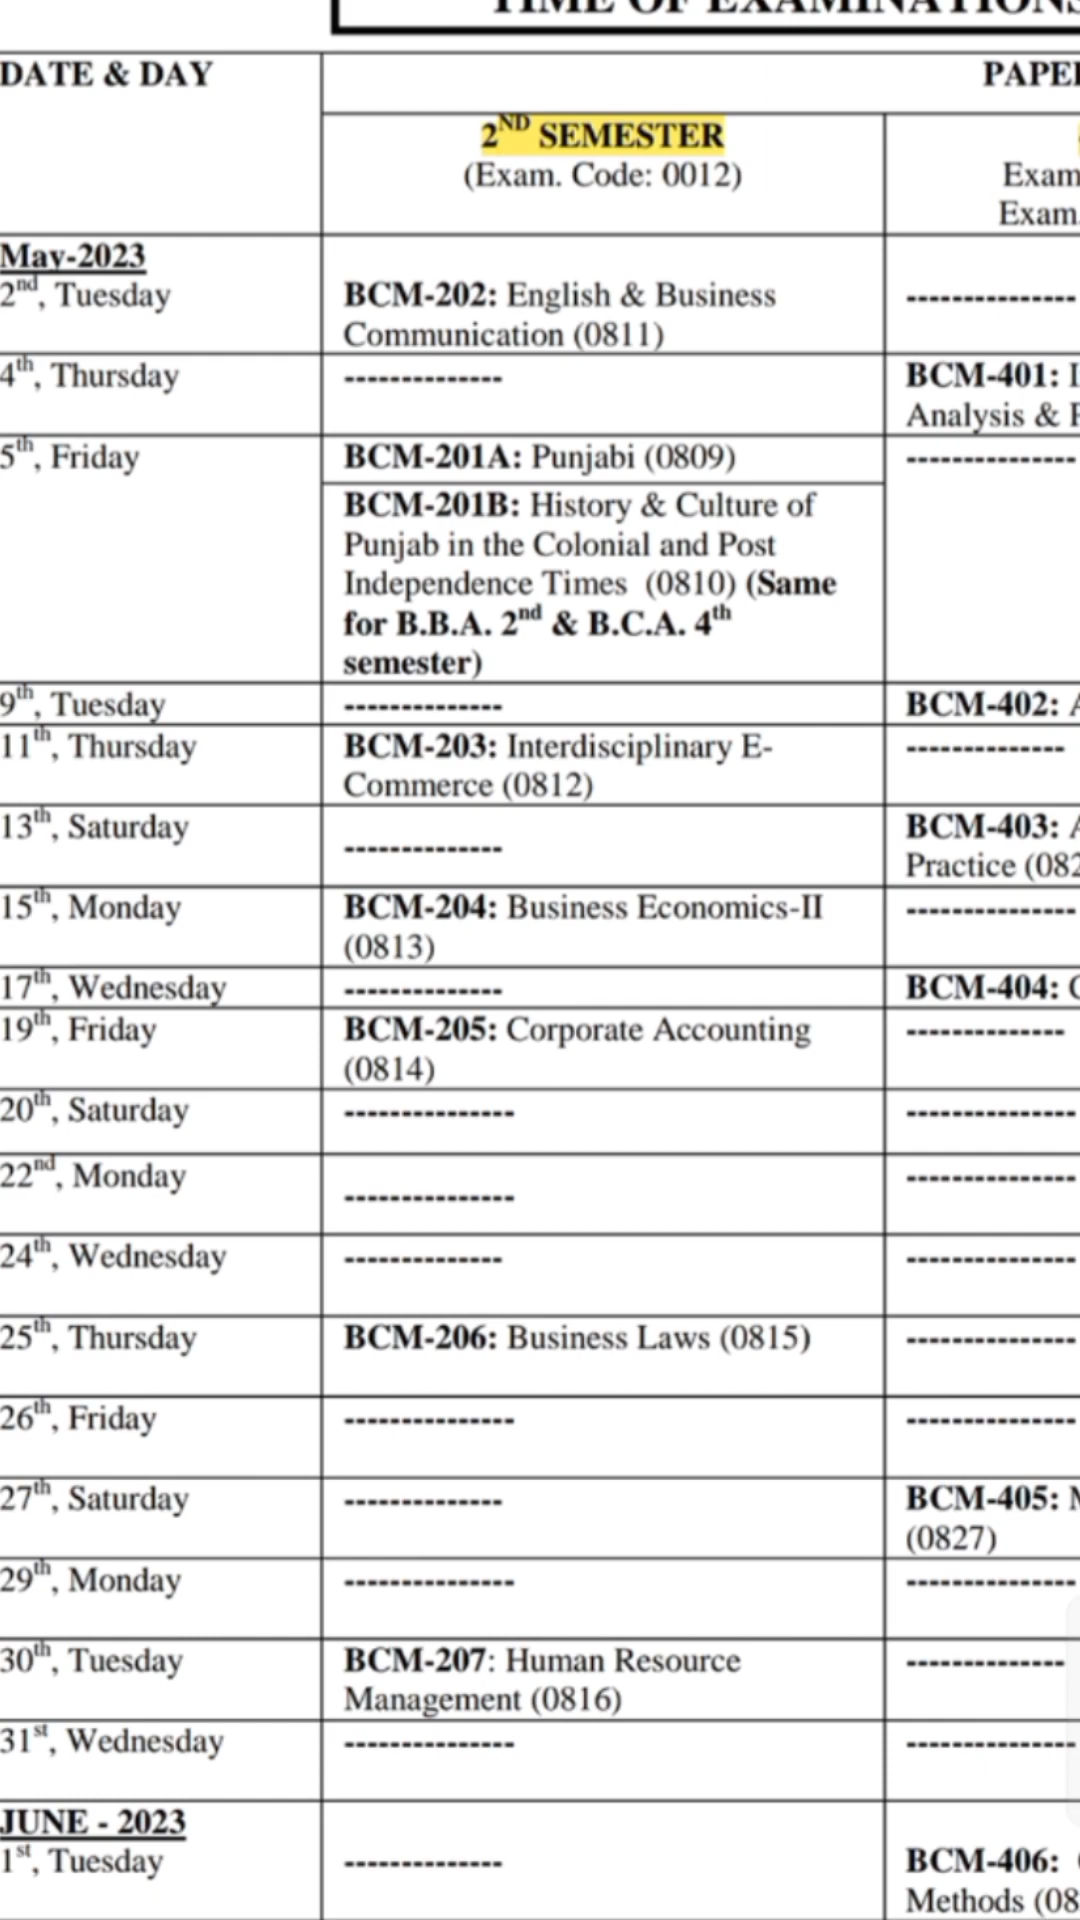 TIME OF EXAMINATIONS
DATE & DAY
2ND SEMESTER
(Exam. Code: 0012)
Exam
Exam.
May-2023
2nd, Tuesday
BCM-202: English & Business
Communication (0811)
---------------
4th, Thursday
--------------
BCM-401:
Analysis &
5th, Friday
BCM-201A: Punjabi (0809)
---------------
BCM-201B: History & Culture of
Punjab in the Colonial and Post
Independence Times (0810) (Same
for B.B.A. 2nd & B.C.A. 4th
semester)
9th, Tuesday
--------------
BCM-402:
11th, Thursday
BCM-203: Interdisciplinary E-
Commerce (0812)
--------------
13th, Saturday
--------------
BCM-403:
Practice (082
15th, Monday
BCM-204: Business Economics-II
(0813)
---------------
17th, Wednesday
--------------
BCM-404:
19th, Friday
BCM-205: Corporate Accounting
(0814)
--------------
20th, Saturday
---------------
---------------
22nd, Monday
---------------
---------------
24th, Wednesday
--------------
---------------
25th, Thursday
BCM-206: Business Laws (0815)
---------------
26th, Friday
---------------
---------------
27th, Saturday
--------------
BCM-405:
(0827)
29th, Monday
---------------
---------------
30th, Tuesday
BCM-207: Human Resource
Management (0816)
--------------
31st, Wednesday
---------------
---------------
JUNE - 2023
1st, Tuesday
--------------
BCM-406:
Methods (08